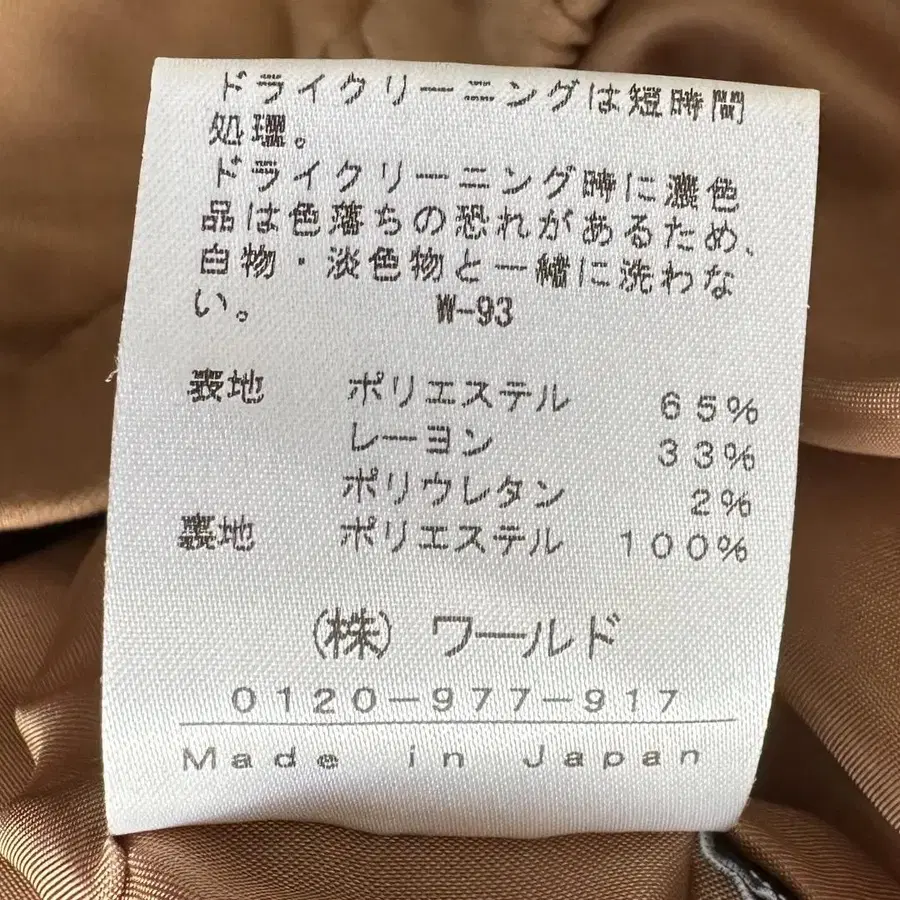 ドライクリーニングは短時間
処理。
ドライクリーニング時に濃色
品は色落ちの恐れがあるため、
白物・淡色物と一緒に洗わな
い。 W-93
表地 ポリエステル 65%
レーヨン 33%
ポリウレタン 2%
裏地 ポリエステル 100%
(株) ワールド
0120-977-917
Made in Japan